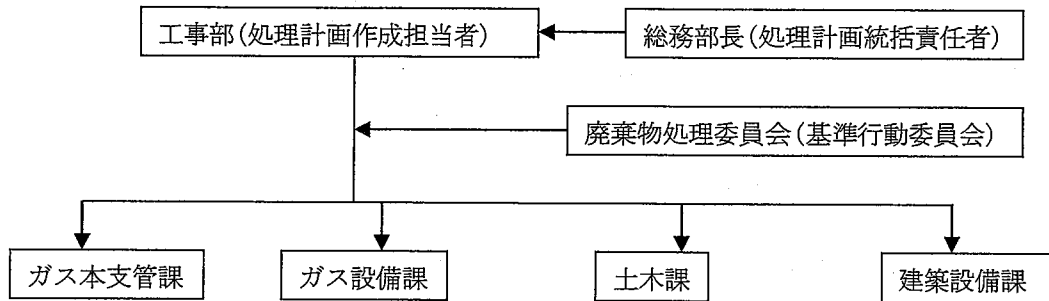 工事部(処理計画作成担当者)
総務部長(処理計画統括責任者)
廃棄物処理委員会(基準行動委員会)
ガス本支管課
ガス設備課
土木課
建築設備課